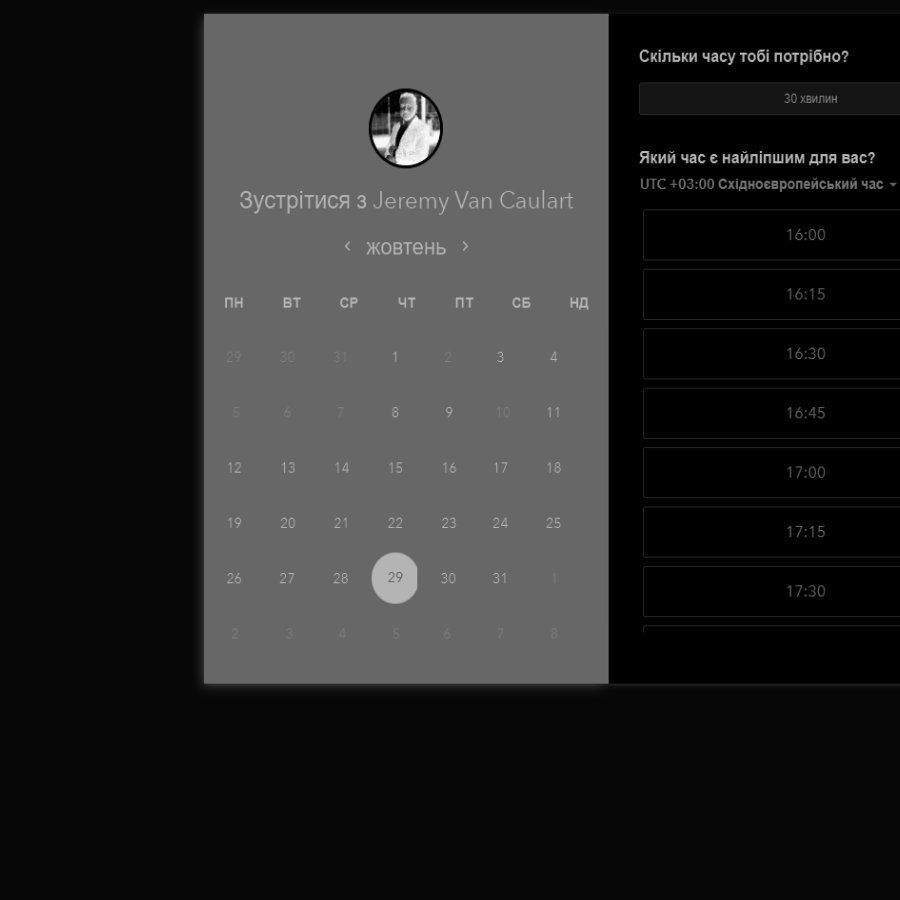 Зустрітися з Jeremy Van Caulart
жовтень
ПН ВТ СР ЧТ ПТ СБ НД
29 30 31 1 2 3 4
5 6 7 8 9 10 11
12 13 14 15 16 17 18
19 20 21 22 23 24 25
26 27 28 29 30 31 1
2 3 4 5 6 7 8
Скільки часу тобі потрібно?
30 хвилин
Який час є найліпшим для вас?
UTC +03:00 Східноєвропейський час
16:00
16:15
16:30
16:45
17:00
17:15
17:30